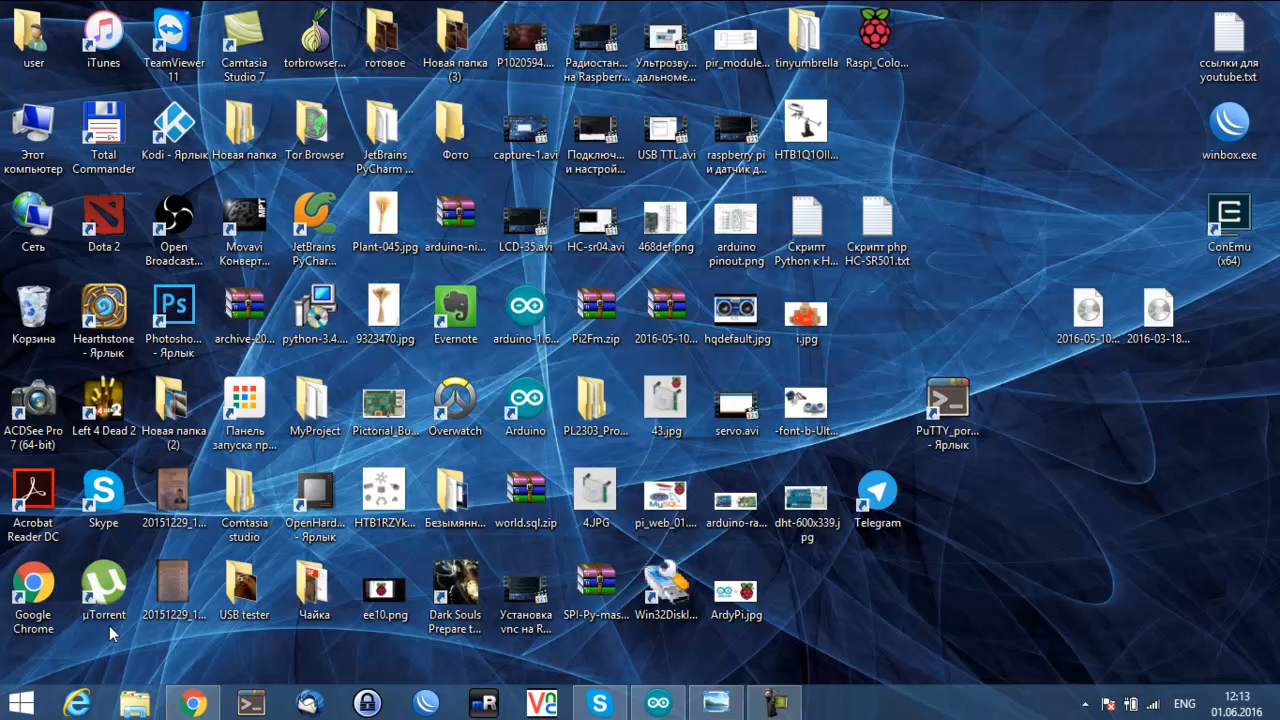 user
iTunes
TeamViewer
11
Camtasia
Studio 7
torbrowser...
готовое
Новая папка
(3)
P1020594....
Радиостан...
на Raspberr...
Ультрозву...
дальноме...
pir_module...
tinyumbrella
Raspi_Colo...
ссылки для
youtube.txt
Этот
компьютер
Total
Commander
Kodi - Ярлык
Новая папка
Tor Browser
JetBrains
PyCharm ...
Фото
capture-1.avi
Подключ...
и настрой...
USB TTL.avi
raspberry pi
и датчик д...
HTB1Q1OII...
winbox.exe
Сеть
Dota 2
Open
Broadcast...
Movavi
Конверт...
JetBrains
PyChar...
Plant-045.jpg
arduino-ni...
LCD-35.avi
HC-sr04.avi
468def.png
arduino
pinout.png
Скрипт
Python к H...
Скрипт php
HC-SR501.txt
ConEmu
(x64)
Корзина
Hearthstone
- Ярлык
Photosho...
- Ярлык
archive-20...
python-3.4....
9323470.jpg
Evernote
arduino-1.6...
Pi2Fm.zip
2016-05-10...
hqdefault.jpg
i.jpg
2016-05-10...
2016-03-18...
ACDSee Pro
7 (64-bit)
Left 4 Dead 2
Новая папка
(2)
Панель
запуска пр...
MyProject
Pictorial_Bu...
Overwatch
Arduino
PL2303_Pro...
43.jpg
servo.avi
-font-b-Ult...
PuTTY_por...
- Ярлык
Acrobat
Reader DC
Skype
20151229_1...
Comtasia
studio
OpenHard...
- Ярлык
HTB1RZYk...
Безымянн...
world.sql.zip
4.JPG
pi_web_01....
arduino-ra...
dht-600x339.j
pg
Telegram
Google
Chrome
µTorrent
20151229_1...
USB tester
Чайка
ee10.png
Dark Souls
Prepare t...
Установка
vnc на R...
SPI-Py-mas...
Win32DiskI...
ArdyPi.jpg
ENG
12:13
01.06.2016